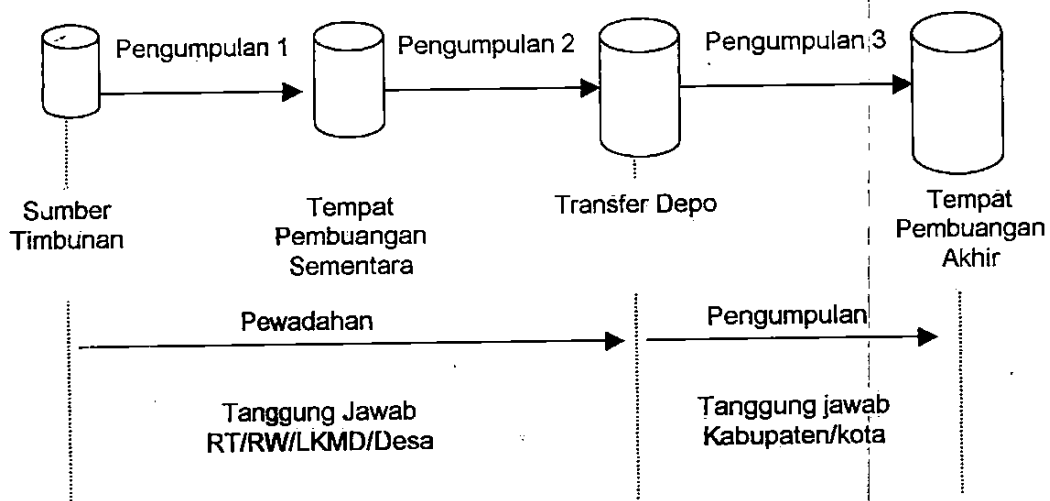 Pengumpulan 1
Pengumpulan 2
Pengumpulan 3
Sumber
Timbunan
Tempat
Pembuangan
Sementara
Transfer Depo
Tempat
Pembuangan
Akhir
Pewadahan
Pengumpulan
Tanggung Jawab
RT/RW/LKMD/Desa
Tanggung jawab
Kabupaten/kota